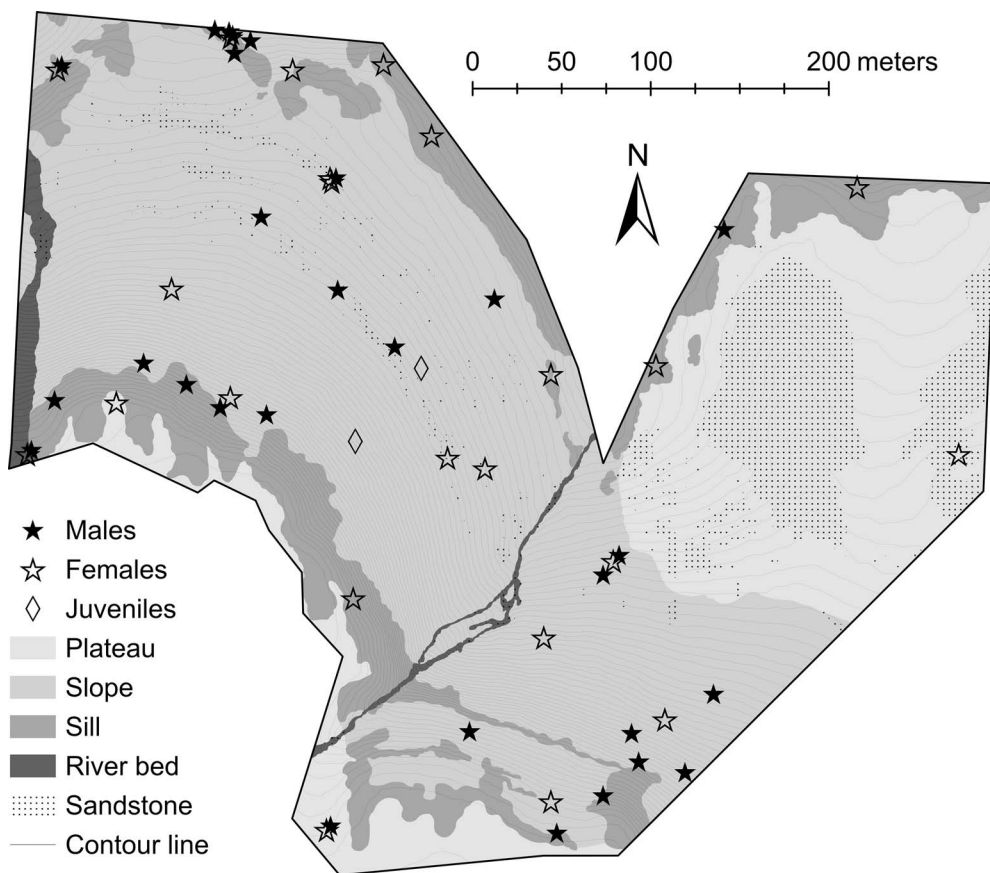 0 50 100 200 meters
N
Males
Females
Juveniles
Plateau
Slope
Sill
River bed
Sandstone
Contour line